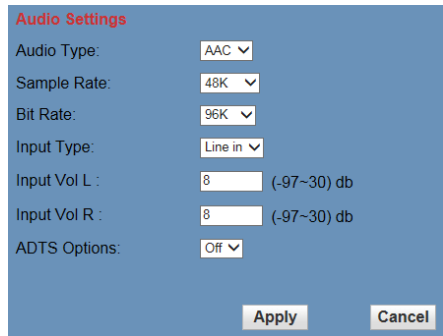 Audio Settings
Audio Type: AAC
Sample Rate: 48K
Bit Rate: 96K
Input Type: Line in
Input Vol L : 8 (-97~30) db
Input Vol R : 8 (-97~30) db
ADTS Options: Off
Apply Cancel